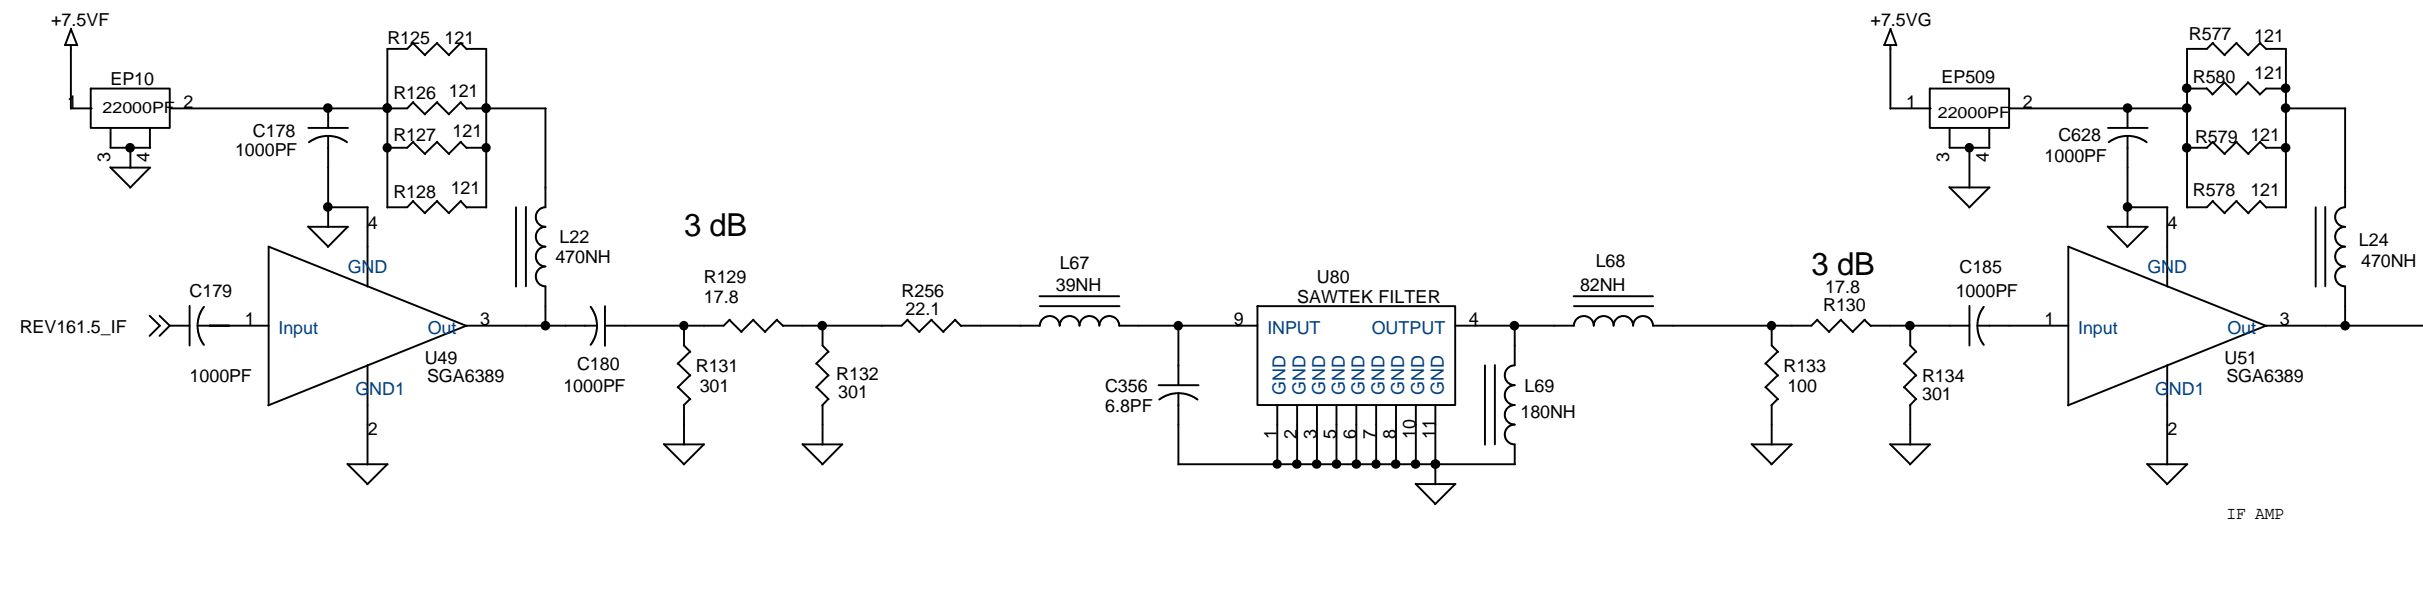 +7.5VF
EP10
1
22000PF
2
3
4
C178
1000PF
R125 121
R126 121
R127 121
R128 121
L22
470NH
REV161.5_IF
C179
1000PF
1
Input
4
GND
Out
3
U49
SGA6389
GND1
2
C180
1000PF
3 dB
R129
17.8
R131
301
R132
301
R256
22.1
L67
39NH
C356
6.8PF
U80
SAWTEK FILTER
9
INPUT
OUTPUT
4
GND GND GND GND GND GND GND GND GND
1 2 3 5 6 7 8 10 11
L69
180NH
L68
82NH
3 dB
17.8
R130
R133
100
R134
301
C185
1000PF
+7.5VG
EP509
1
22000PF
2
3
4
C628
1000PF
R577 121
R580 121
R579 121
R578 121
L24
470NH
1
Input
4
GND
Out
3
U51
SGA6389
GND1
2
IF AMP